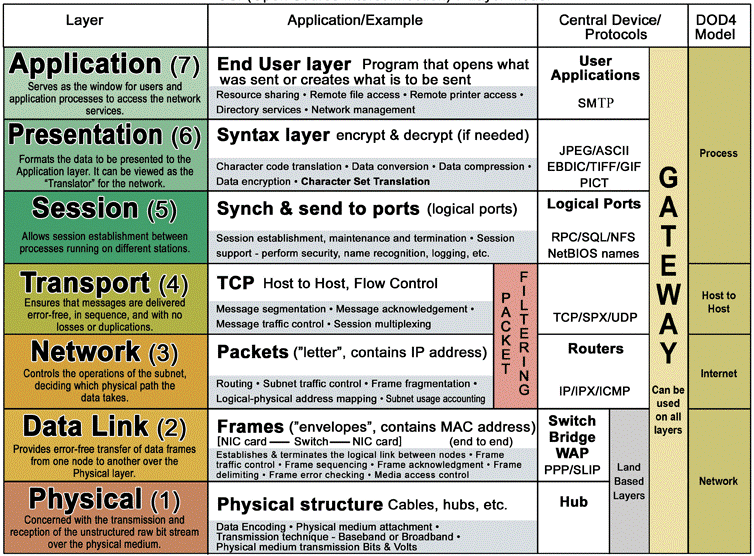 Layer
Application/Example
Central Device/
Protocols
DOD4
Model
Application (7)
Serves as the window for users and
application processes to access the network
services.
End User layer Program that opens what
was sent or creates what is to be sent
Resource sharing • Remote file access • Remote printer access •
Directory services • Network management
User
Applications
SMTP
Presentation (6)
Formats the data to be presented to the
Application layer. It can be viewed as the
"Translator" for the network.
Syntax layer encrypt & decrypt (if needed)
Character code translation • Data conversion • Data compression •
Data encryption • Character Set Translation
JPEG/ASCII
EBDIC/TIFF/GIF
PICT
Process
Session (5)
Allows session establishment between
processes running on different stations.
Synch & send to ports (logical ports)
Session establishment, maintenance and termination • Session
support - perform security, name recognition, logging, etc.
Logical Ports
RPC/SQL/NFS
NetBIOS names
Transport (4)
Ensures that messages are delivered
error-free, in sequence, and with no
losses or duplications.
TCP Host to Host, Flow Control
Message segmentation • Message acknowledgement •
Message traffic control • Session multiplexing
PACKET
FILTERING
TCP/SPX/UDP
GATEWAY
Can be
used
on all
layers
Host to
Host
Network (3)
Controls the operations of the subnet,
deciding which physical path the
data takes.
Packets ("letter", contains IP address)
Routing • Subnet traffic control • Frame fragmentation •
Logical-physical address mapping • Subnet usage accounting
Routers
IP/IPX/ICMP
Internet
Data Link (2)
Provides error-free transfer of data frames
from one node to another over the
Physical layer.
Frames ("envelopes", contains MAC address)
[NIC card — Switch — NIC card] (end to end)
Establishes & terminates the logical link between nodes • Frame
traffic control • Frame sequencing • Frame acknowledgment • Frame
delimiting • Frame error checking • Media access control
Switch
Bridge
WAP
PPP/SLIP
Land
Based
Layers
Network
Physical (1)
Concerned with the transmission and
reception of the unstructured raw bit stream
over the physical medium.
Physical structure Cables, hubs, etc.
Data Encoding • Physical medium attachment •
Transmission technique - Baseband or Broadband •
Physical medium transmission Bits & Volts
Hub